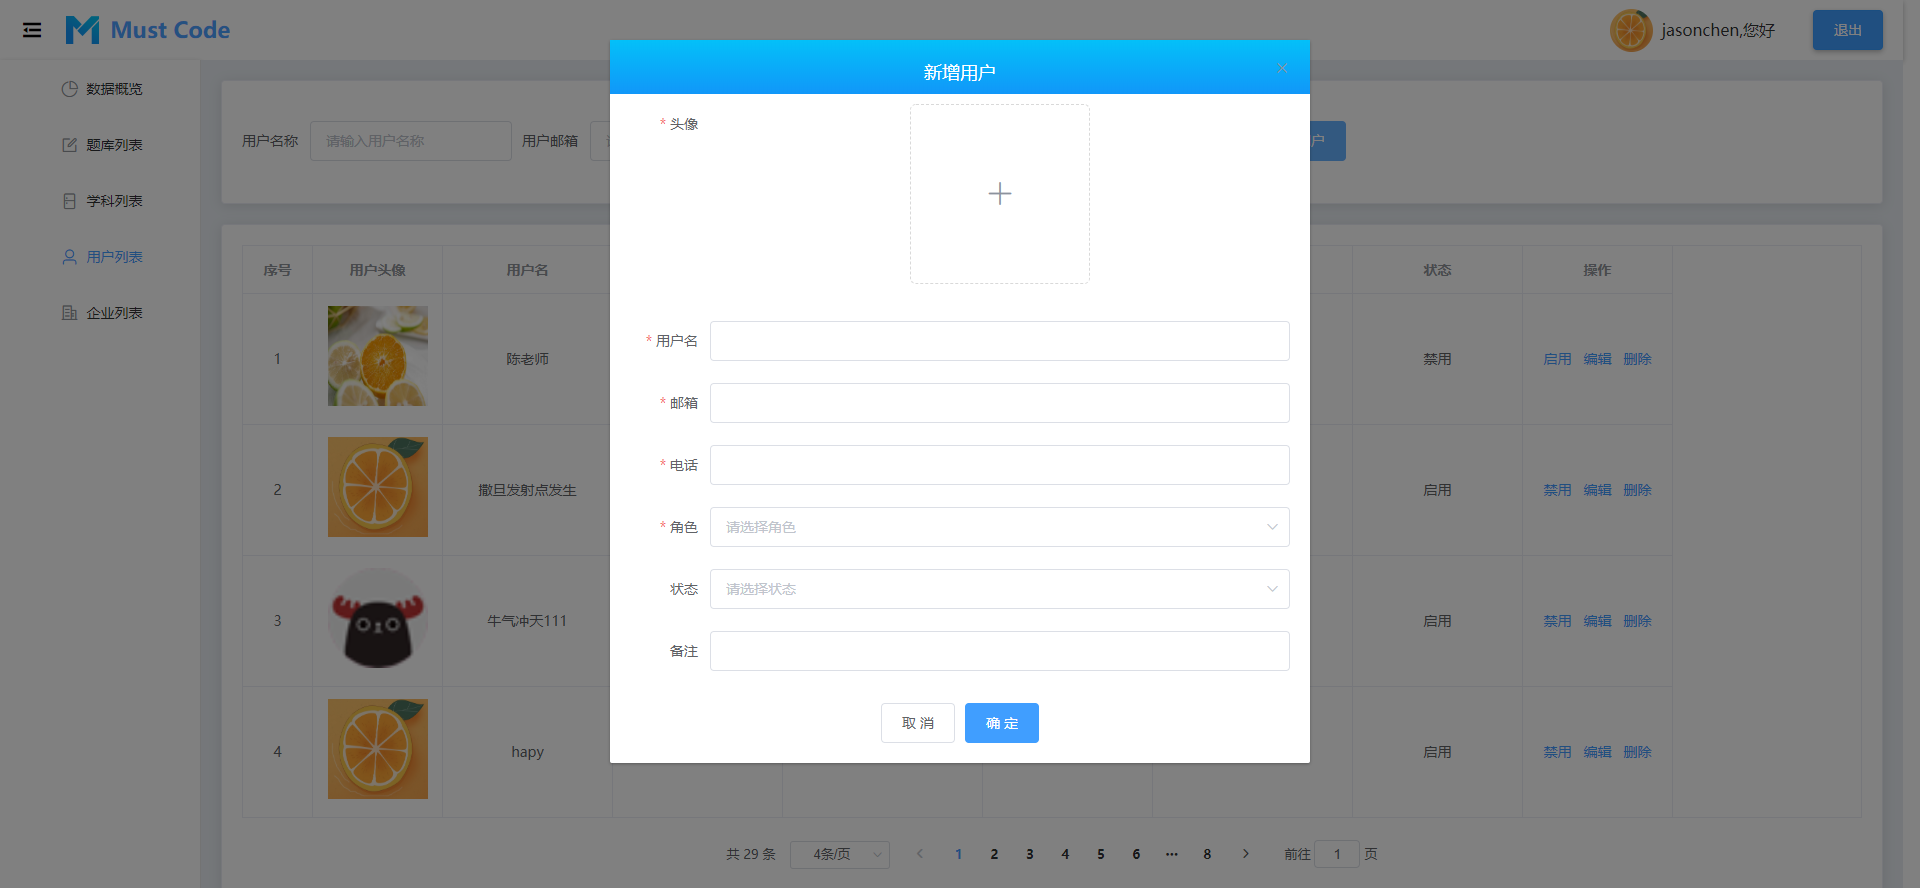 Must Code
jasonchen,您好
退出
数据概览
题库列表
学科列表
用户列表
企业列表
用户名称
请输入用户名称
用户邮箱
户
序号
用户头像
用户名
状态
操作
1
陈老师
禁用
启用 编辑 删除
2
撒且发射点发生
启用
禁用 编辑 删除
3
牛气冲天111
启用
禁用 编辑 删除
4
hapy
启用
禁用 编辑 删除
共 29 条
4条/页
1 2 3 4 5 6 ··· 8
前往 1 页
新增用户
* 头像
* 用户名
* 邮箱
* 电话
* 角色
请选择角色
状态
请选择状态
备注
取 消
确 定